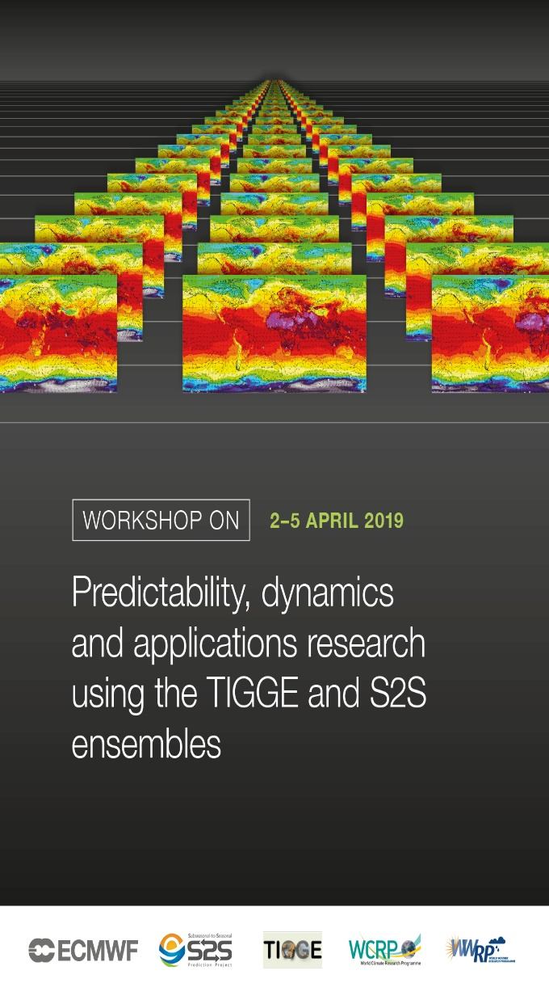 WORKSHOP ON 2–5 APRIL 2019
Predictability, dynamics
and applications research
using the TIGGE and S2S
ensembles
ECMWF
Subseasonal-to-Seasonal
S2S
Prediction Project
TIGGE
WCRP
World Climate Research Programme
WWRP
WORLD WEATHER
RESEARCH PROGRAMME